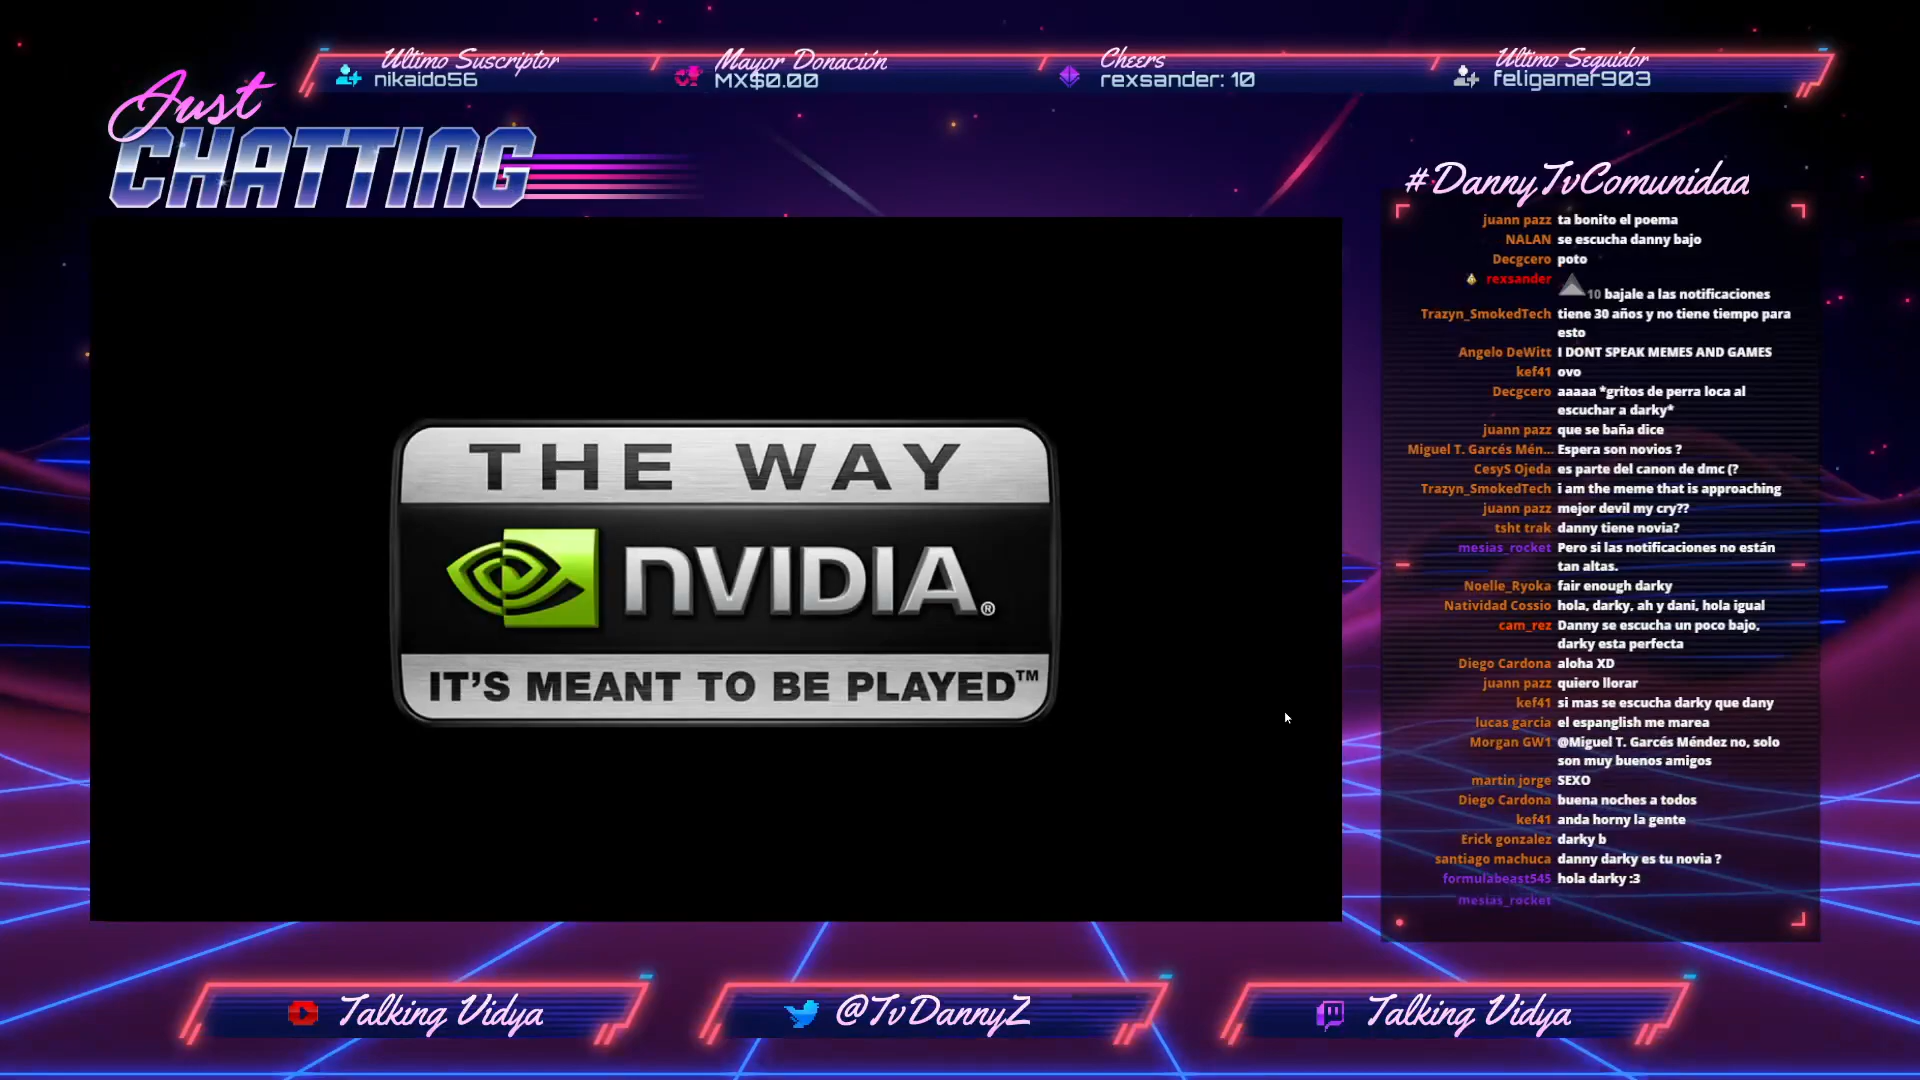 Ultimo Suscriptor
nikaido56
Mayor Donación
MX$0.00
Cheers
rexsander: 10
Ultimo Seguidor
feligamer903
Just
CHATTING
#DannyTvComunidad
juann pazz ta bonito el poema
NALAN se escucha danny bajo
Decgcero poto
rexsander 10 bajale a las notificaciones
Trazyn_SmokedTech tiene 30 años y no tiene tiempo para
esto
Angelo DeWitt I DONT SPEAK MEMES AND GAMES
kef41 ovo
Decgcero aaaaa *gritos de perra loca al
escuchar a darky*
juann pazz que se baña dice
Miguel T. Garcés Mén... Espera son novios ?
CesyS Ojeda es parte del canon de dmc (?
Trazyn_SmokedTech i am the meme that is approaching
juann pazz mejor devil my cry??
tsht trak danny tiene novia?
mesias_rocket Pero si las notificaciones no están
tan altas.
Noelle_Ryoka fair enough darky
Natividad Cossio hola, darky, ah y dani, hola igual
cam_rez Danny se escucha un poco bajo,
darky esta perfecta
Diego Cardona aloha XD
juann pazz quiero llorar
kef41 si mas se escucha darky que dany
lucas garcia el espanglish me marea
Morgan GW1 @Miguel T. Garcés Méndez no, solo
son muy buenos amigos
martin jorge SEXO
Diego Cardona buena noches a todos
kef41 anda horny la gente
Erick gonzalez darky b
santiago machuca danny darky es tu novia ?
formulabeast545 hola darky :3
mesias_rocket
THE WAY
nVIDIA®
IT'S MEANT TO BE PLAYED™
Talking Vidya
@TvDannyZ
Talking Vidya